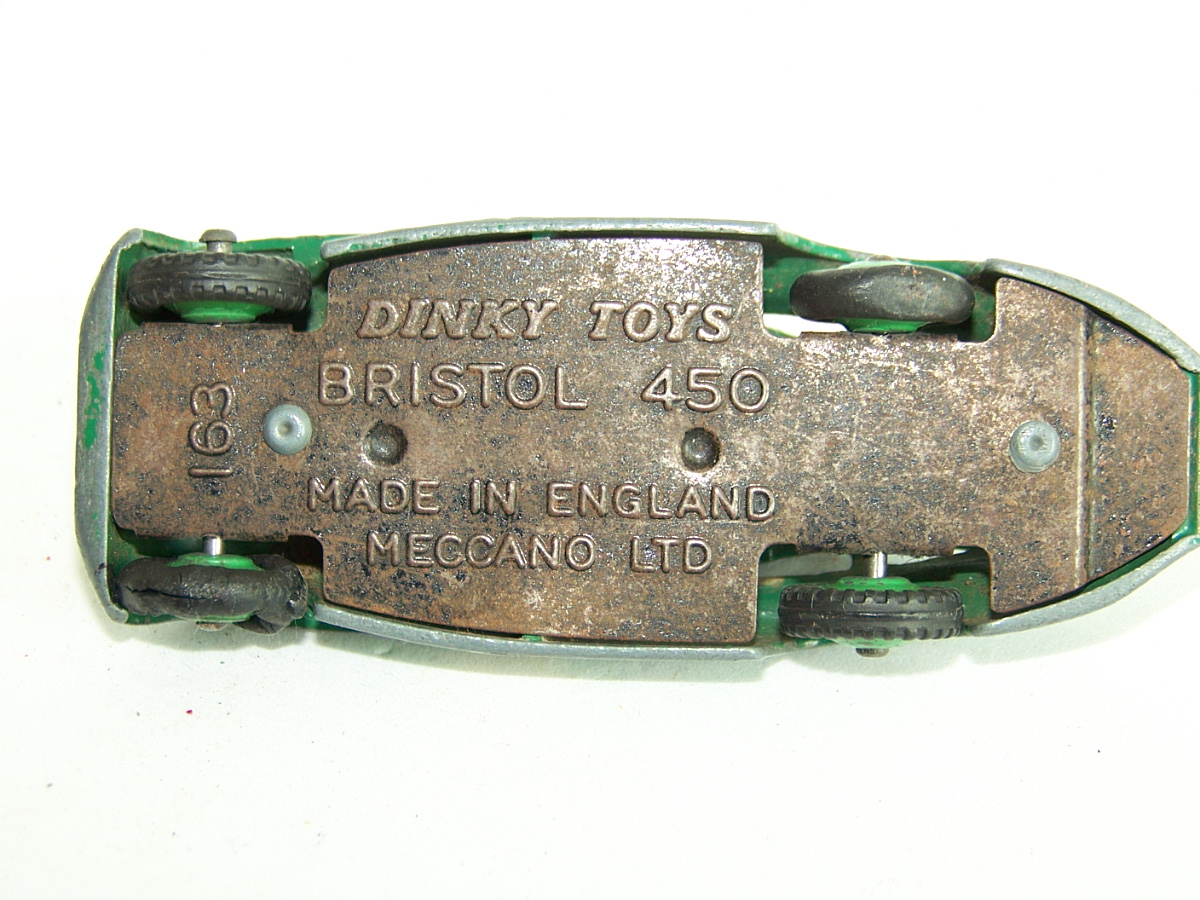 DINKY TOYS
BRISTOL 450
163
MADE IN ENGLAND
MECCANO LTD